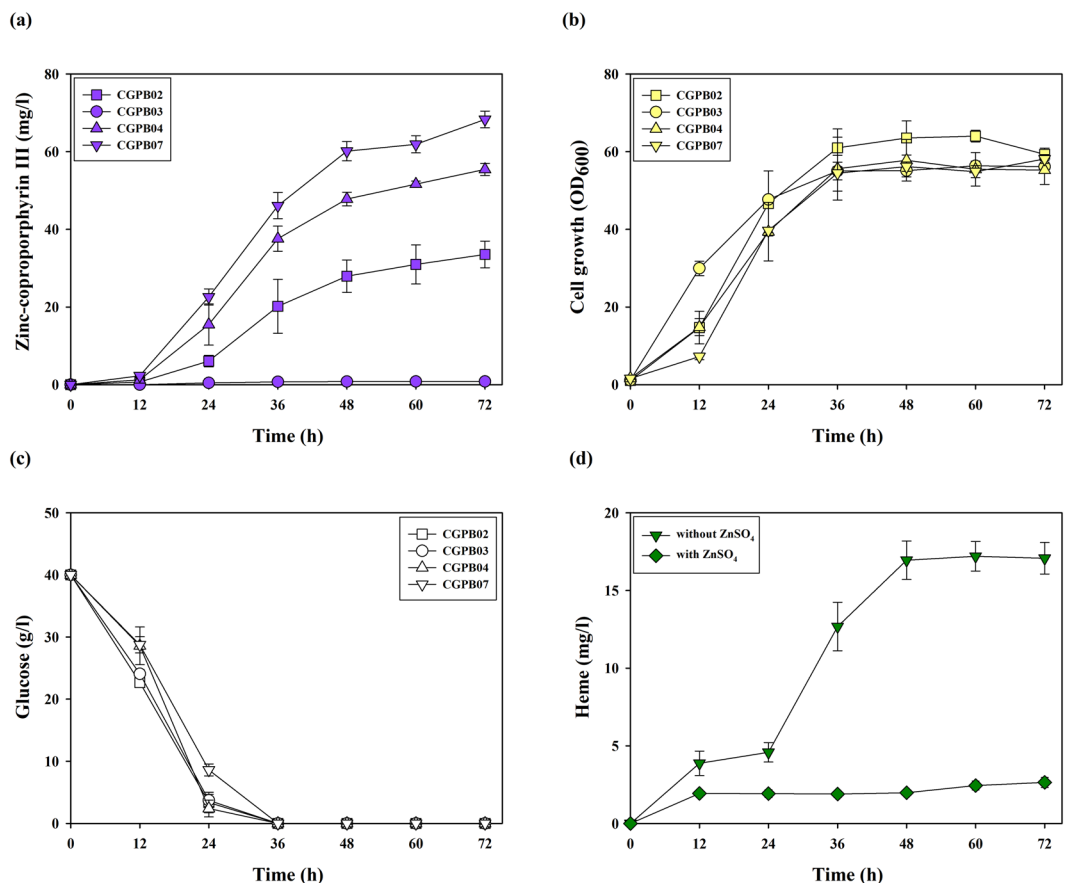 (a)
Zinc-coproporphyrin III (mg/l)
80
60
40
20
0
CGPB02
CGPB03
CGPB04
CGPB07
0 12 24 36 48 60 72
Time (h)
(b)
Cell growth (OD600)
80
60
40
20
0
CGPB02
CGPB03
CGPB04
CGPB07
0 12 24 36 48 60 72
Time (h)
(c)
Glucose (g/l)
50
40
30
20
10
0
CGPB02
CGPB03
CGPB04
CGPB07
0 12 24 36 48 60 72
Time (h)
(d)
Heme (mg/l)
20
15
10
5
0
without ZnSO4
with ZnSO4
0 12 24 36 48 60 72
Time (h)